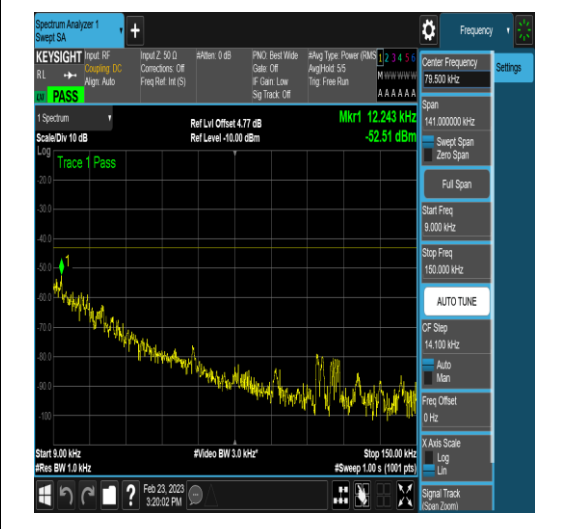 Spectrum Analyzer 1
Swept SA
Frequency
KEYSIGHT Input: RF Input Z: 50 Ω #Atten: 0 dB PNO: Best Wide #Avg Type: Power (RMS 1 2 3 4 5 6
RL Coupling: DC Corrections: Off Gate: Off Avg|Hold: 5/5 M W W W W W
Align: Auto Freq Ref: Int (S) IF Gain: Low Trig: Free Run
PASS Sig Track: Off A A A A A A
1 Spectrum
Scale/Div 10 dB
Ref Lvl Offset 4.77 dB
Ref Level -10.00 dBm
Mkr1 12.243 kHz
-52.51 dBm
Log
Trace 1 Pass
-20.0
-30.0
-40.0
-50.0
1
-60.0
-70.0
-80.0
-90.0
-100
Start 9.00 kHz #Video BW 3.0 kHz* Stop 150.00 kHz
#Res BW 1.0 kHz #Sweep 1.00 s (1001 pts)
Feb 23, 2023
3:20:02 PM
?
Center Frequency
79.500 kHz
Settings
Span
141.000000 kHz
Swept Span
Zero Span
Full Span
Start Freq
9.000 kHz
Stop Freq
150.000 kHz
AUTO TUNE
CF Step
14.100 kHz
Auto
Man
Freq Offset
0 Hz
X Axis Scale
Log
Lin
Signal Track
(Span Zoom)